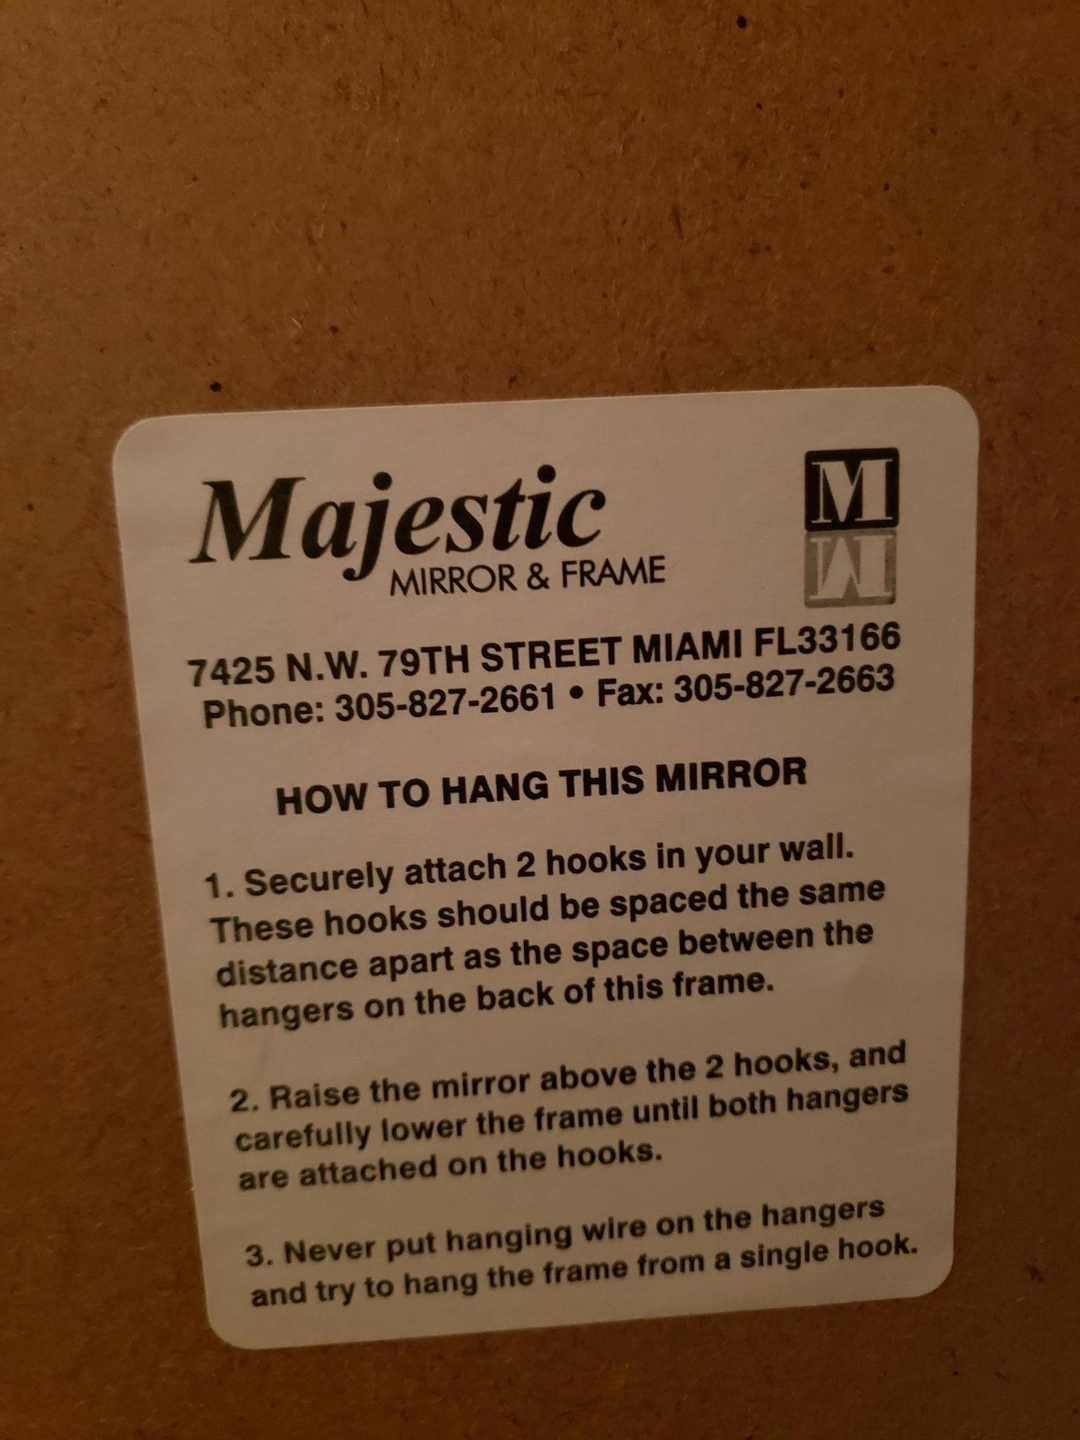 Majestic
MIRROR & FRAME
M
M
7425 N.W. 79TH STREET MIAMI FL33166
Phone: 305-827-2661 • Fax: 305-827-2663
HOW TO HANG THIS MIRROR
1. Securely attach 2 hooks in your wall.
These hooks should be spaced the same
distance apart as the space between the
hangers on the back of this frame.
2. Raise the mirror above the 2 hooks, and
carefully lower the frame until both hangers
are attached on the hooks.
3. Never put hanging wire on the hangers
and try to hang the frame from a single hook.